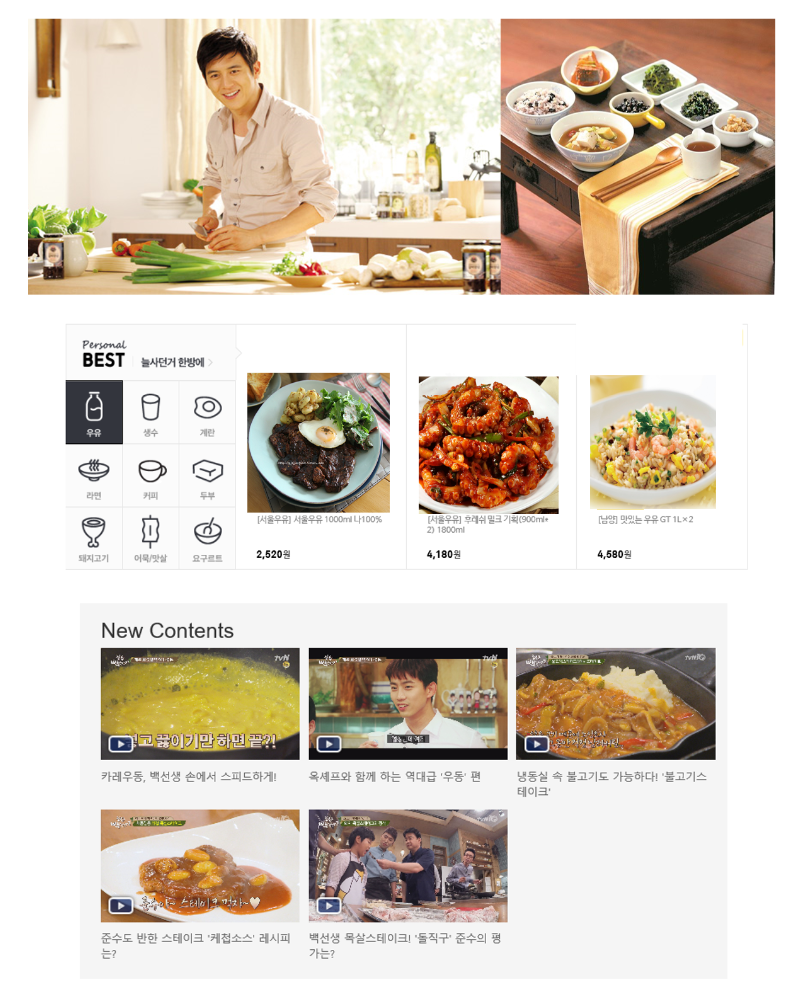 Personal
BEST
늘사던거 한방에 >
우유
생수
계란
라면
커피
두부
돼지고기
어묵/맛살
요구르트
[서울우유] 서울우유 1000ml 나100%
2,520원
[서울우유] 후레쉬 밀크 기획(900ml*
2) 1800ml
4,180원
[남양] 맛있는 우유 GT 1L×2
4,580원
New Contents
tvN
고 끓이기만 하면 끝?!
카레우동, 백선생 손에서 스피드하게!
tvN
옥셰프와 함께 하는 역대급 '우동' 편
냉동실 속 불고기도 가능하다! '불고기스
테이크'
스테이크 먹자~♡
준수도 반한 스테이크 '케첩소스' 레시피
는?
백선생 목살스테이크! '돌직구' 준수의 평
가는?